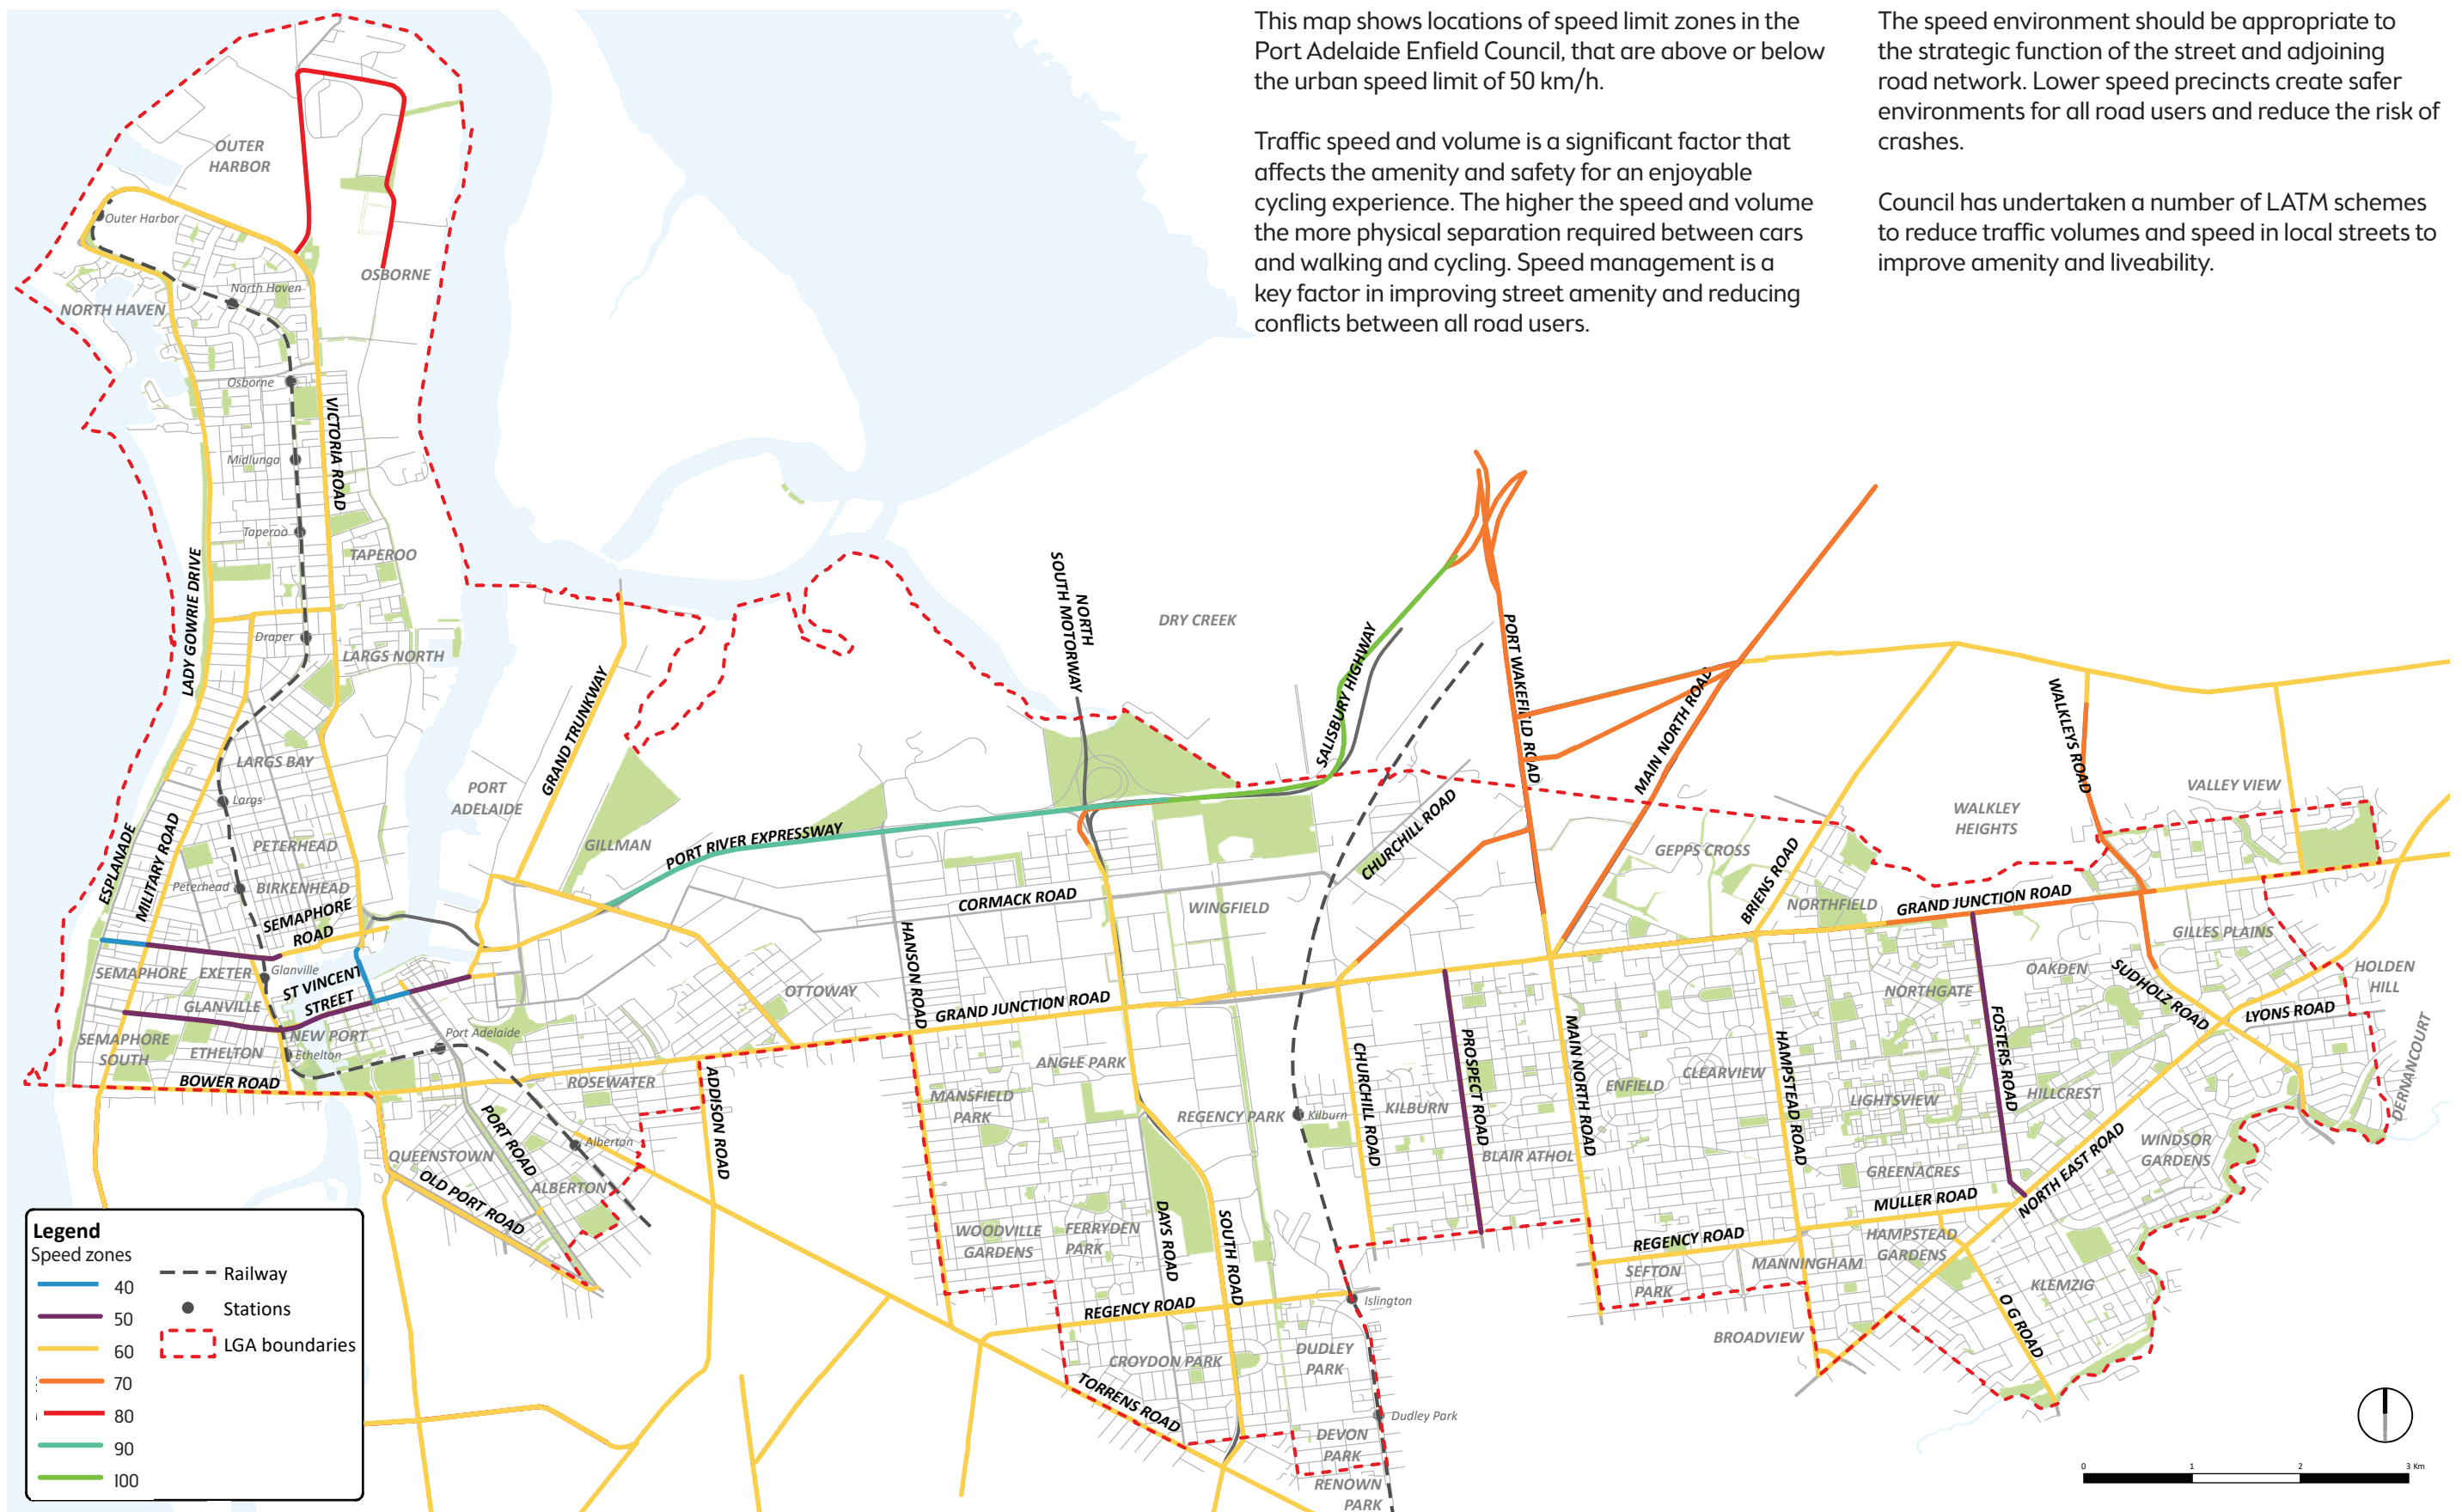 This map shows locations of speed limit zones in the
Port Adelaide Enfield Council, that are above or below
the urban speed limit of 50 km/h.
Traffic speed and volume is a significant factor that
affects the amenity and safety for an enjoyable
cycling experience. The higher the speed and volume
the more physical separation required between cars
and walking and cycling. Speed management is a
key factor in improving street amenity and reducing
conflicts between all road users.
The speed environment should be appropriate to
the strategic function of the street and adjoining
road network. Lower speed precincts create safer
environments for all road users and reduce the risk of
crashes.
Council has undertaken a number of LATM schemes
to reduce traffic volumes and speed in local streets to
improve amenity and liveability.
OUTER
HARBOR
Outer Harbor
OSBORNE
North Haven
NORTH HAVEN
Osborne
VICTORIA ROAD
Midlunga
Taperoo
TAPEROO
LADY GOWRIE DRIVE
Draper
LARGS NORTH
LARGS BAY
Largs
PORT
ADELAIDE
GRAND TRUNKWAY
GILLMAN
ESPLANADE
MILITARY ROAD
PETERHEAD
Peterhead
BIRKENHEAD
SEMAPHORE
ROAD
SEMAPHORE
EXETER
Glanville
GLANVILLE
ST VINCENT
STREET
SEMAPHORE
SOUTH
ETHELTON
NEW PORT
Ethelton
Port Adelaide
BOWER ROAD
ROSEWATER
OTTOWAY
ADDISON ROAD
PORT ROAD
Alberton
QUEENSTOWN
OLD PORT ROAD
ALBERTON
NORTH
SOUTH MOTORWAY
DRY CREEK
PORT RIVER EXPRESSWAY
SALISBURY HIGHWAY
CHURCHILL ROAD
CORMACK ROAD
WINGFIELD
HANSON ROAD
GRAND JUNCTION ROAD
ANGLE PARK
MANSFIELD
PARK
REGENCY PARK
Kilburn
KILBURN
CHURCHILL ROAD
PROSPECT ROAD
BLAIR ATHOL
WOODVILLE
GARDENS
FERRYDEN
PARK
DAYS ROAD
SOUTH ROAD
REGENCY ROAD
Islington
CROYDON PARK
DUDLEY
PARK
TORRENS ROAD
Dudley Park
DEVON
PARK
RENOWN
PARK
PORT WAKEFIELD ROAD
MAIN NORTH ROAD
WALKLEYS ROAD
VALLEY VIEW
WALKLEY
HEIGHTS
GEPPS CROSS
BRIENS ROAD
NORTHFIELD
GRAND JUNCTION ROAD
GILLES PLAINS
HOLDEN
HILL
OAKDEN
SUDHOLZ ROAD
LYONS ROAD
NORTHGATE
FOSTERS ROAD
MAIN NORTH ROAD
HAMPSTEAD ROAD
CLEARVIEW
ENFIELD
LIGHTSVIEW
HILLCREST
DERNANCOURT
WINDSOR
GARDENS
GREENACRES
MULLER ROAD
NORTH EAST ROAD
REGENCY ROAD
HAMPSTEAD
GARDENS
SEFTON
PARK
MANNINGHAM
KLEMZIG
BROADVIEW
O G ROAD
Legend
Speed zones
40
50
60
70
80
90
100
Railway
Stations
LGA boundaries
0 1 2 3 Km